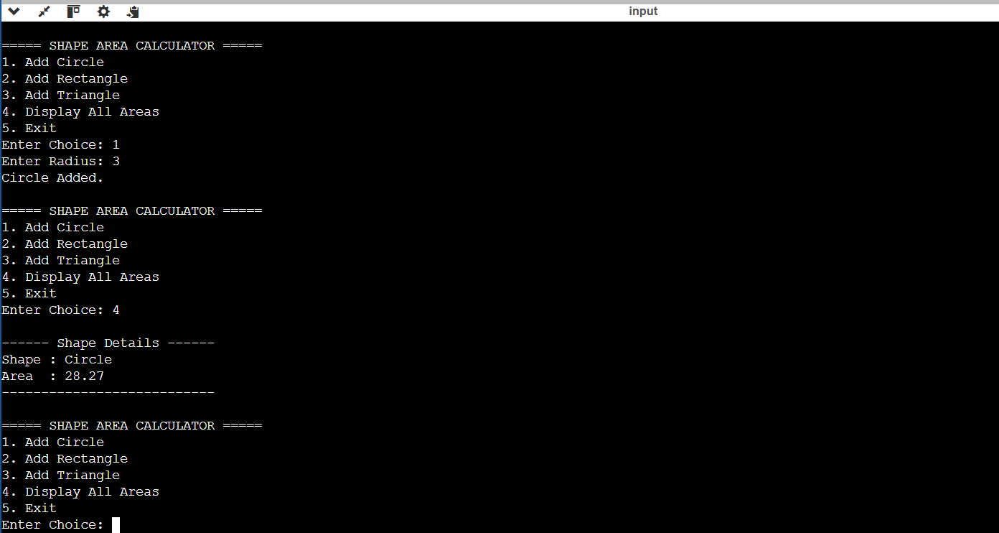 input
===== SHAPE AREA CALCULATOR =====
1. Add Circle
2. Add Rectangle
3. Add Triangle
4. Display All Areas
5. Exit
Enter Choice: 1
Enter Radius: 3
Circle Added.
===== SHAPE AREA CALCULATOR =====
1. Add Circle
2. Add Rectangle
3. Add Triangle
4. Display All Areas
5. Exit
Enter Choice: 4
------ Shape Details ------
Shape : Circle
Area  : 28.27
---------------------------
===== SHAPE AREA CALCULATOR =====
1. Add Circle
2. Add Rectangle
3. Add Triangle
4. Display All Areas
5. Exit
Enter Choice: